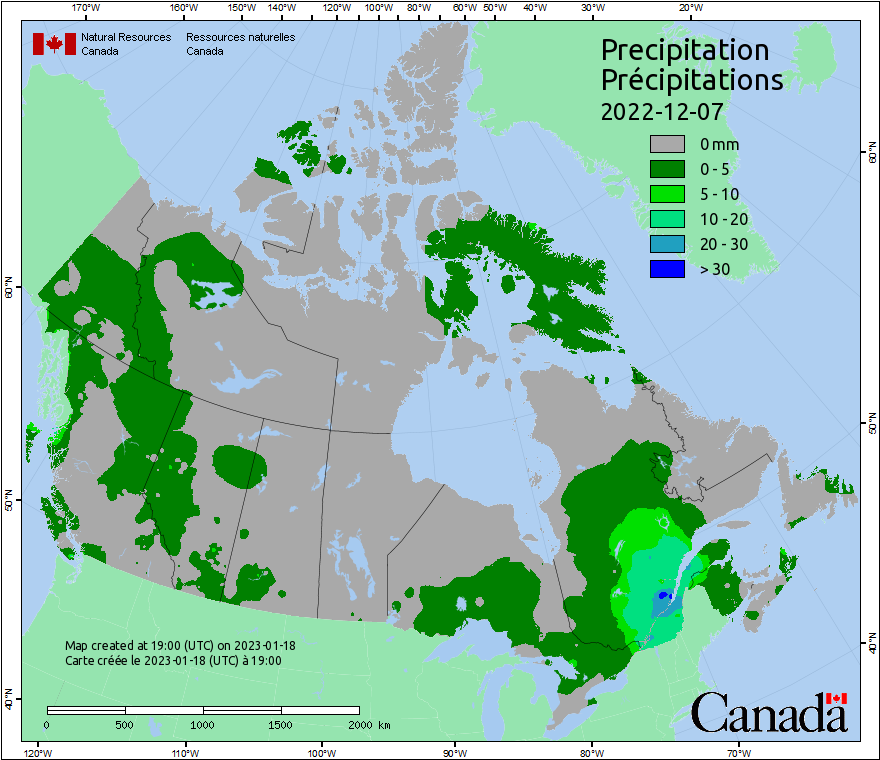 170°W 160°W 150°W 140°W 120°W 100°W 80°W 60°W 50°W 40°W 30°W 20°W
Natural Resources Ressources naturelles
Canada Canada
Precipitation
Précipitations
2022-12-07
0 mm
0 - 5
5 - 10
10 - 20
20 - 30
> 30
60°N
60°N
50°N
50°N
40°N
40°N
Map created at 19:00 (UTC) on 2023-01-18
Carte créée le 2023-01-18 (UTC) à 19:00
0 500 1000 1500 2000 km
Canada
120°W 110°W 100°W 90°W 80°W 70°W